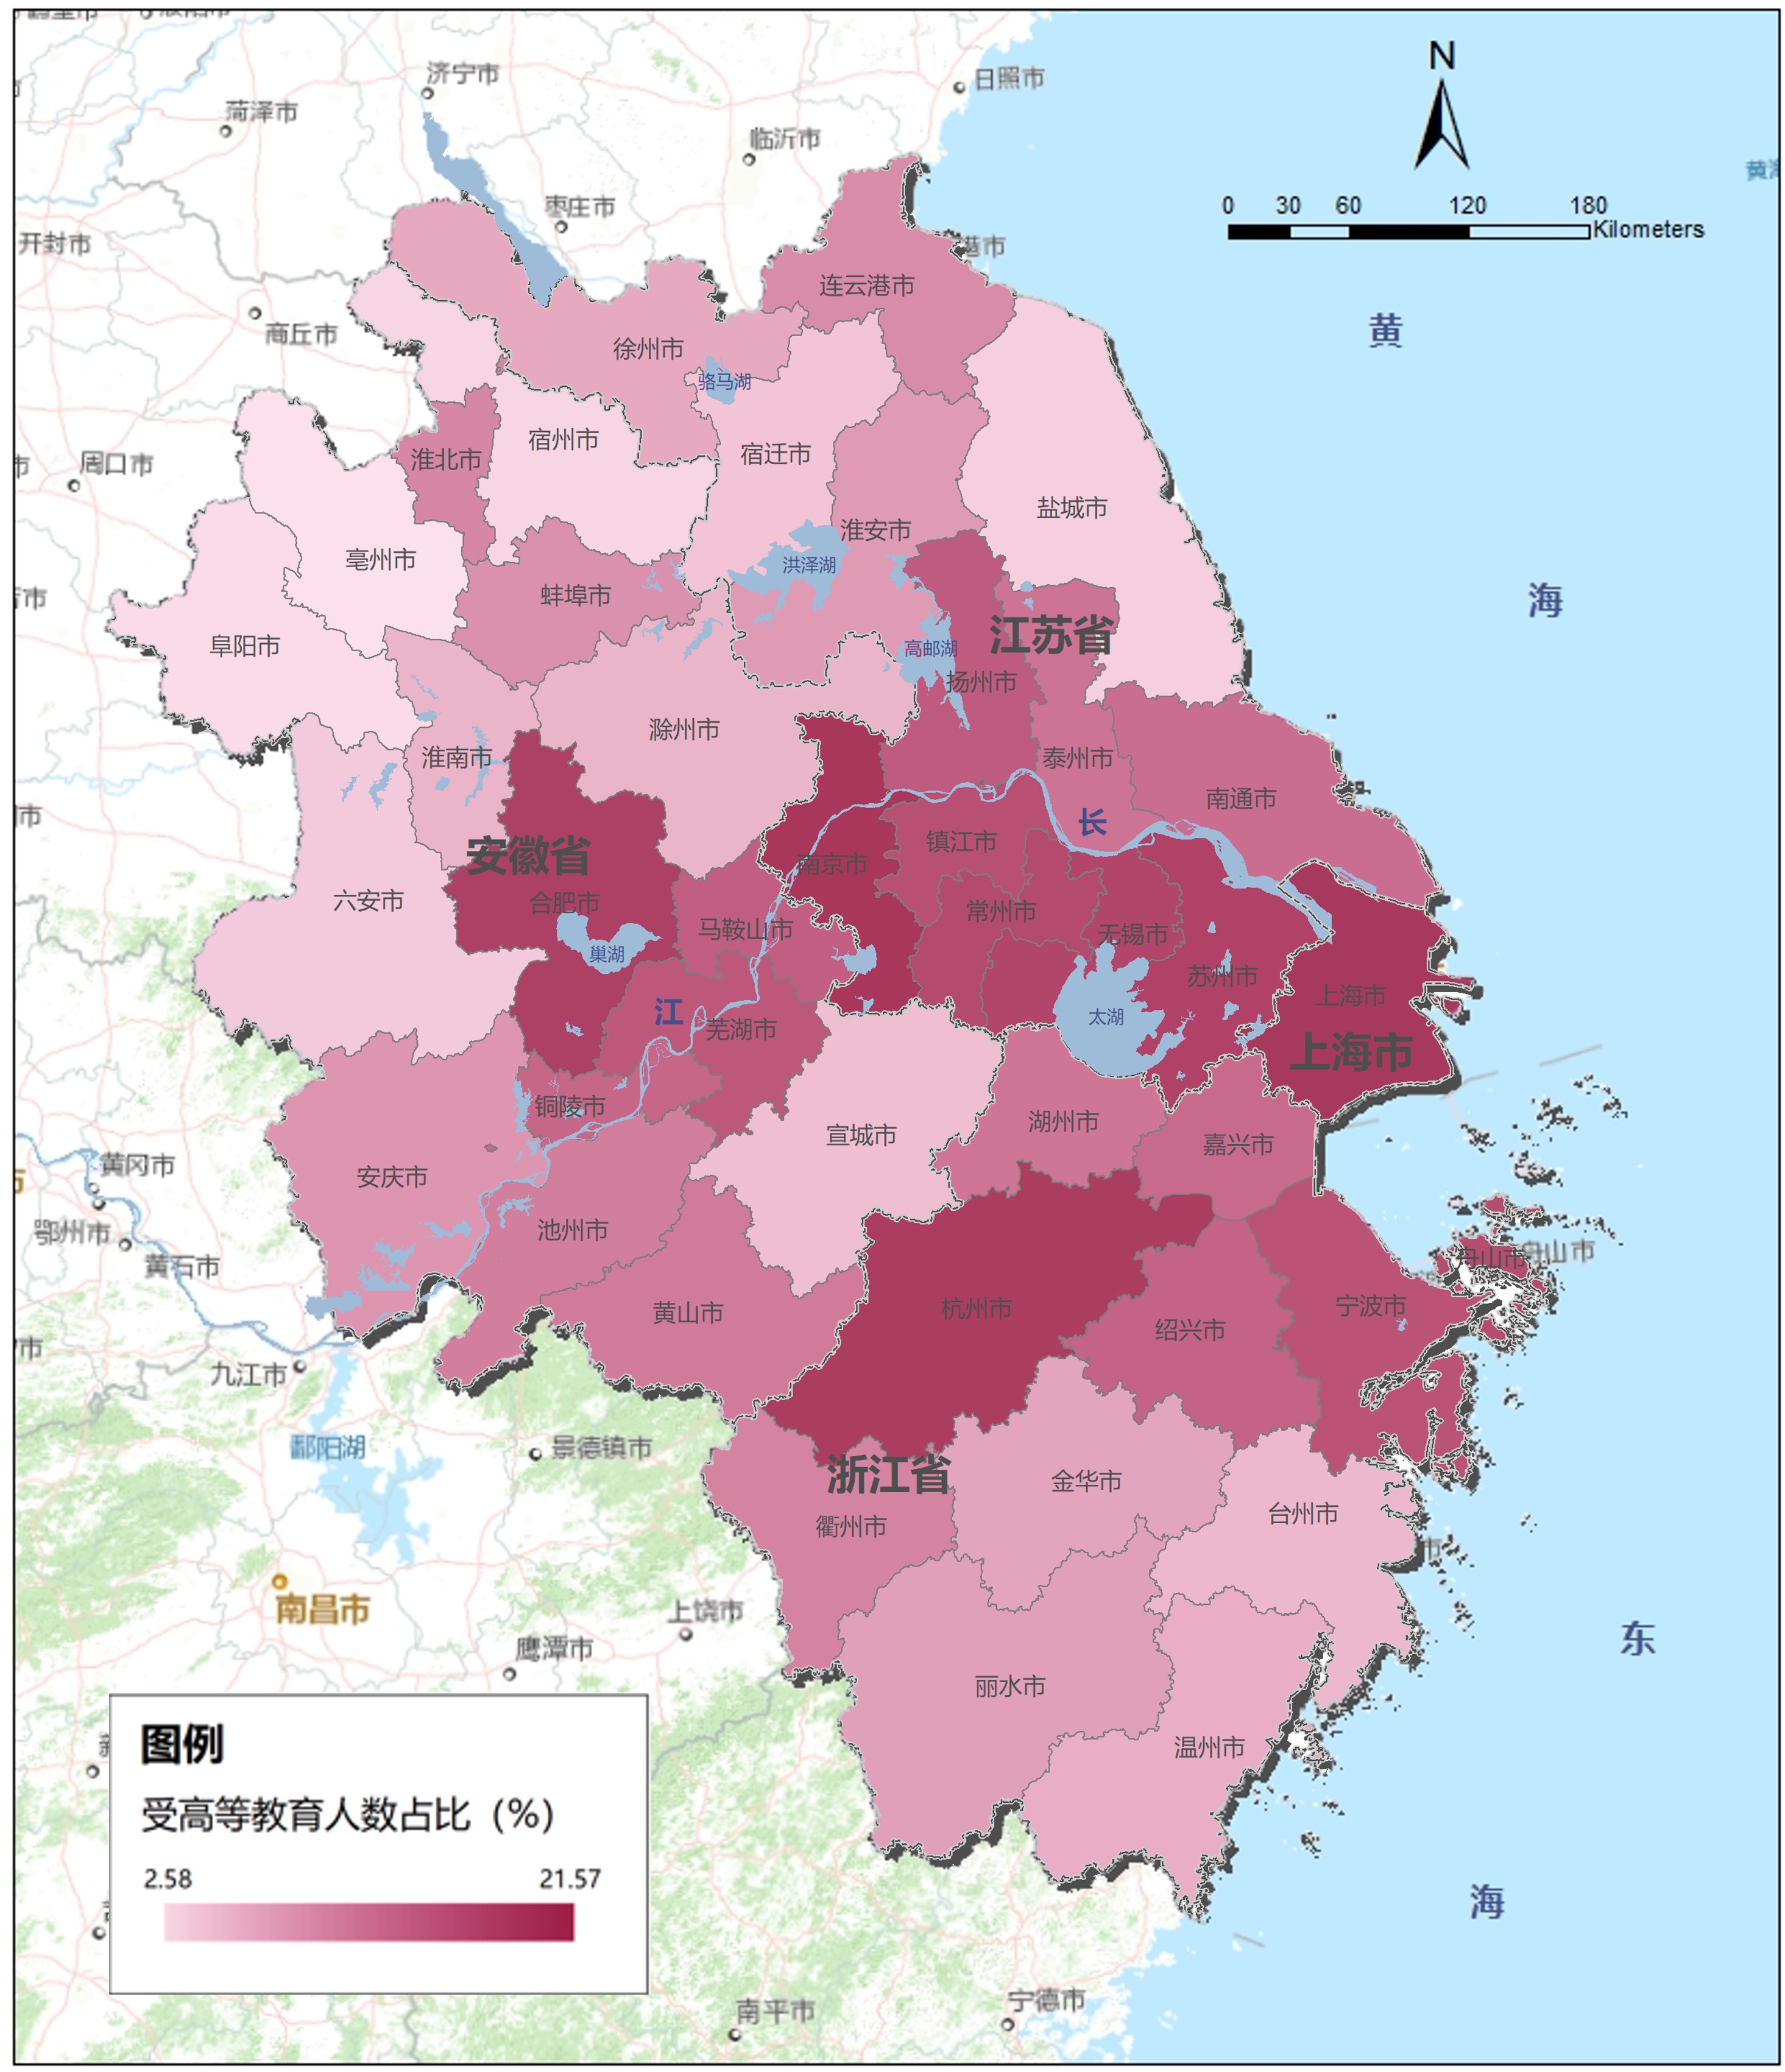 济宁市
日照市
菏泽市
临沂市
枣庄市
开封市
港市
商丘市
周口市
N
0 30 60 120 180
Kilometers
黄
海
连云港市
徐州市
骆马湖
宿州市
淮北市
宿迁市
盐城市
淮安市
亳州市
洪泽湖
蚌埠市
阜阳市
江苏省
高邮湖
扬州市
滁州市
淮南市
泰州市
南通市
长
镇江市
安徽省
南京市
六安市
合肥市
常州市
马鞍山市
无锡市
巢湖
苏州市
上海市
江
太湖
芜湖市
上海市
铜陵市
湖州市
宣城市
嘉兴市
黄冈市
安庆市
鄂州市
池州市
舟山市
舟山市
黄石市
黄山市
杭州市
宁波市
绍兴市
九江市
鄱阳湖
景德镇市
浙江省
金华市
台州市
衢州市
市
南昌市
上饶市
东
鹰潭市
丽水市
温州市
海
图例
受高等教育人数占比（%）
2.58 21.57
南平市
宁德市